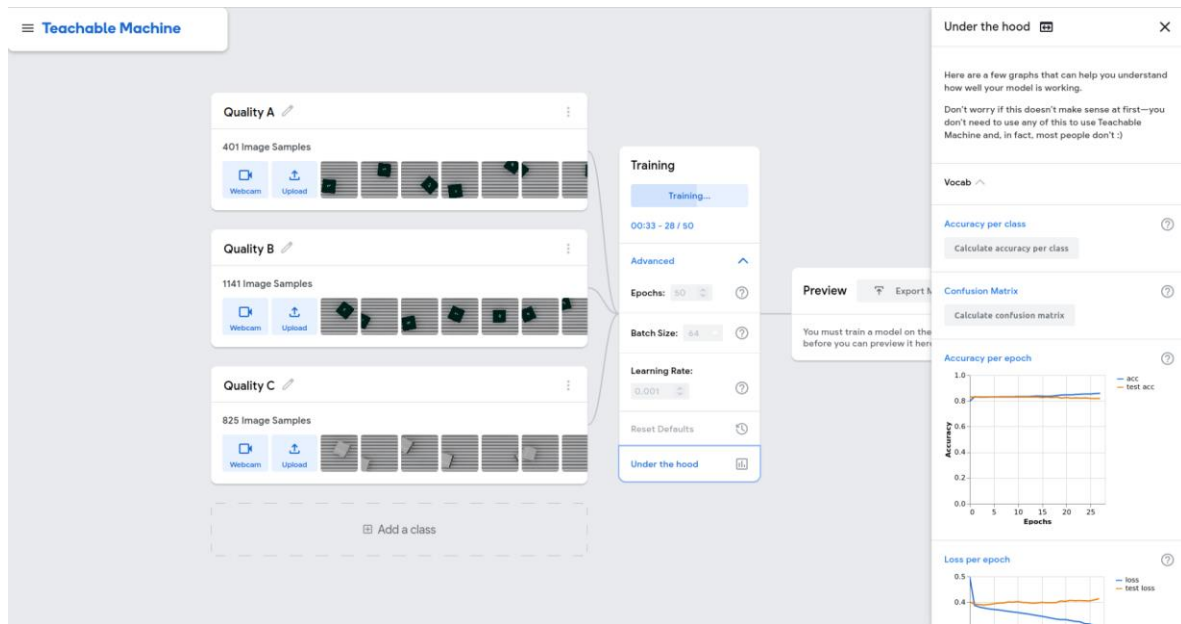 Teachable Machine
Quality A
401 Image Samples
Webcam
Upload
Quality B
1141 Image Samples
Webcam
Upload
Quality C
825 Image Samples
Webcam
Upload
Add a class
Training
Training...
00:33 - 28 / 50
Advanced
Epochs: 50
Batch Size: 64
Learning Rate:
0.001
Reset Defaults
Under the hood
Preview
Export M
You must train a model on the
before you can preview it her
Under the hood
Here are a few graphs that can help you understand
how well your model is working.
Don't worry if this doesn't make sense at first—you
don't need to use any of this to use Teachable
Machine and, in fact, most people don't :)
Vocab
Accuracy per class
Calculate accuracy per class
Confusion Matrix
Calculate confusion matrix
Accuracy per epoch
1.0
0.8
0.6
0.4
0.2
0.0
Accuracy
0 5 10 15 20 25
Epochs
acc
test acc
Loss per epoch
0.5
0.4
loss
test loss